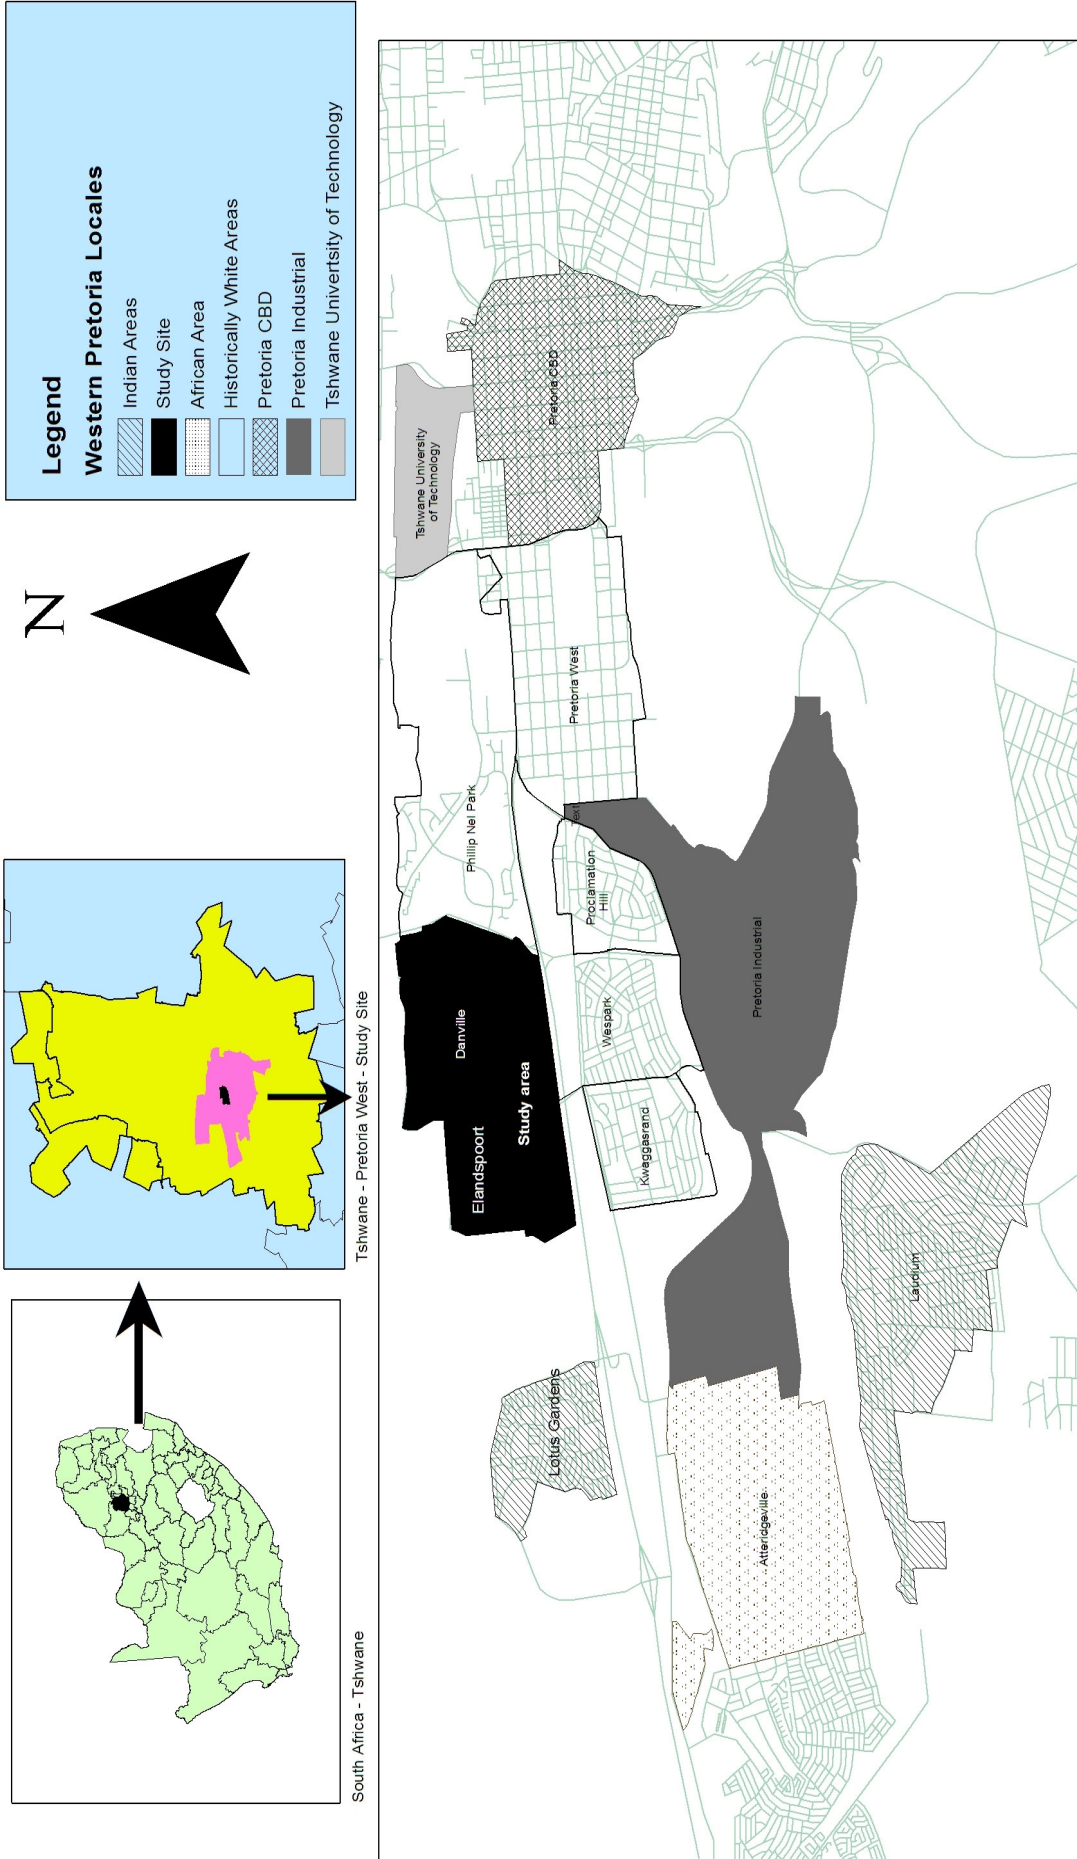 South Africa - Tshwane
Tshwane - Pretoria West - Study Site
N
Legend
Western Pretoria Locales
Indian Areas
Study Site
African Area
Historically White Areas
Pretoria CBD
Pretoria Industrial
Tshwane Univertsity of Technology
Tshwane University
of Technology
Pretoria CBD
Phillip Nel Park
Pretoria West
Text
Proclamation
Hill
Danville
Elandspoort
Study area
Wespark
Kwaggasrand
Pretoria Industrial
Lotus Gardens
Atteridgeville
Laudium